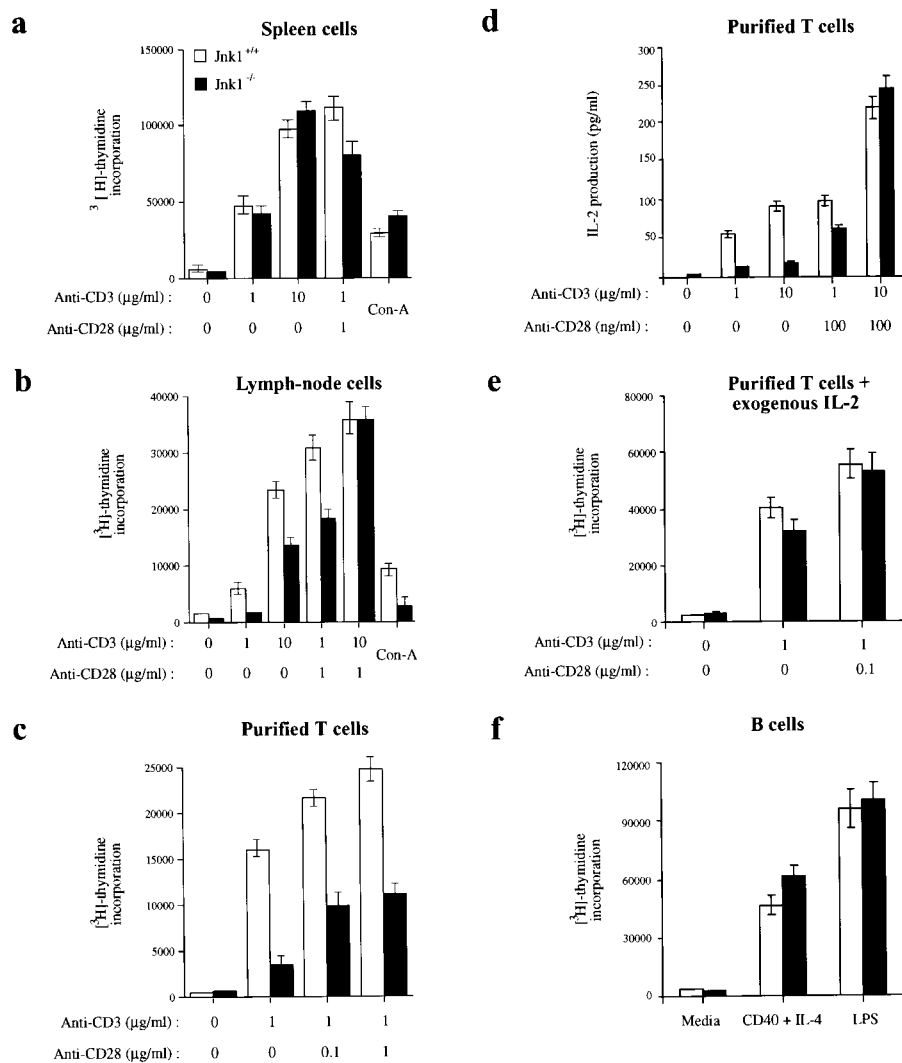 a
Spleen cells
Jnk1 +/+
Jnk1 -/-
150000
100000
50000
0
3 [ H]-thymidine
incorporation
Anti-CD3 (µg/ml) : 0 1 10 1 Con-A
Anti-CD28 (µg/ml) : 0 0 0 1
b
Lymph-node cells
40000
30000
20000
10000
0
[3H]-thymidine
incorporation
Anti-CD3 (µg/ml) : 0 1 10 1 10 Con-A
Anti-CD28 (µg/ml) : 0 0 0 1 1
c
Purified T cells
25000
20000
15000
10000
5000
0
[3H]-thymidine
incorporation
Anti-CD3 (µg/ml) : 0 1 1 1
Anti-CD28 (µg/ml) : 0 0 0.1 1
d
Purified T cells
300
250
200
150
100
50
IL-2 production (pg/ml)
Anti-CD3 (µg/ml) : 0 1 10 1 10
Anti-CD28 (ng/ml) : 0 0 0 100 100
e
Purified T cells +
exogenous IL-2
80000
60000
40000
20000
0
[3H]-thymidine
incorporation
Anti-CD3 (µg/ml) : 0 1 1
Anti-CD28 (µg/ml) : 0 0 0.1
f
B cells
120000
90000
60000
30000
0
[3H]-thymidine
incorporation
Media CD40 + IL-4 LPS